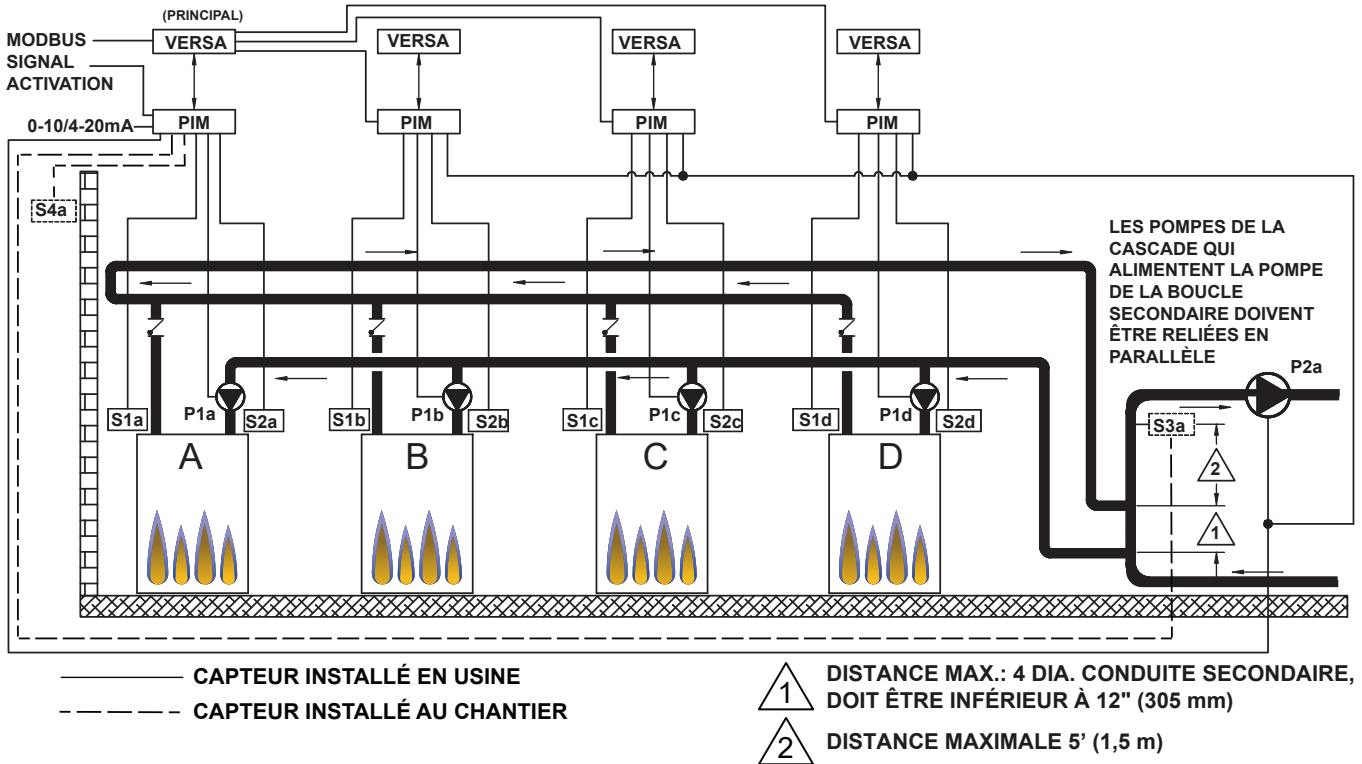 (PRINCIPAL)
MODBUS
SIGNAL
ACTIVATION
VERSA
VERSA
VERSA
VERSA
0-10/4-20mA
PIM
PIM
PIM
PIM
S4a
LES POMPES DE LA
CASCADE QUI
ALIMENTENT LA POMPE
DE LA BOUCLE
SECONDAIRE DOIVENT
ÊTRE RELIÉES EN
PARALLÈLE
P2a
S1a
P1a
S2a
S1b
P1b
S2b
S1c
P1c
S2c
S1d
P1d
S2d
S3a
A
B
C
D
2
1
CAPTEUR INSTALLÉ EN USINE
CAPTEUR INSTALLÉ AU CHANTIER
1
DISTANCE MAX.: 4 DIA. CONDUITE SECONDAIRE,
DOIT ÊTRE INFÉRIEUR À 12" (305 mm)
2
DISTANCE MAXIMALE 5' (1,5 m)